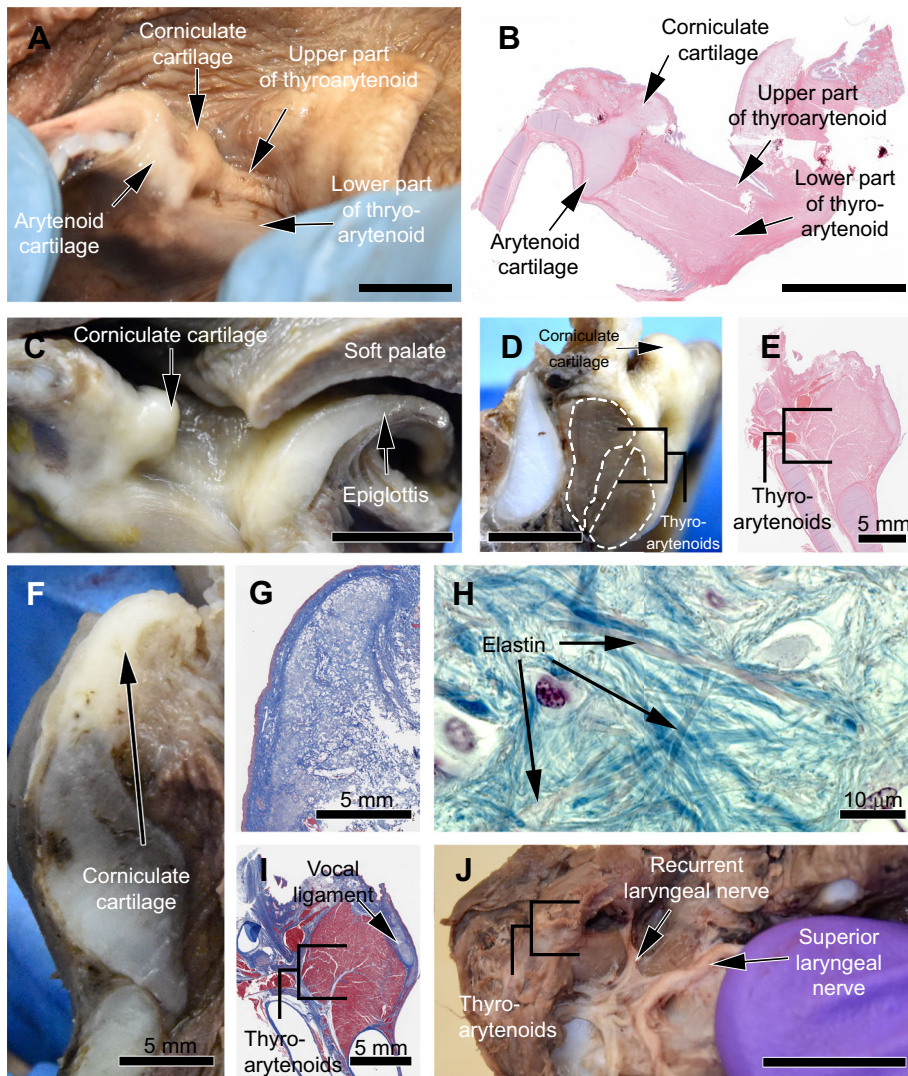 A
Corniculate
cartilage
Upper part
of thyroarytenoid
Arytenoid
cartilage
Lower part
of thryo-
arytenoid
B
Corniculate
cartilage
Upper part
of thyroarytenoid
Lower part
of thyro-
arytenoid
Arytenoid
cartilage
C
Corniculate cartilage
Soft palate
Epiglottis
D
Corniculate
cartilage
Thyro-
arytenoids
E
Thyro-
arytenoids
5 mm
F
Corniculate
cartilage
5 mm
G
5 mm
H
Elastin
10 µm
I
Vocal
ligament
Thyro-
arytenoids
5 mm
J
Recurrent
laryngeal nerve
Superior
laryngeal
nerve
Thyro-
arytenoids